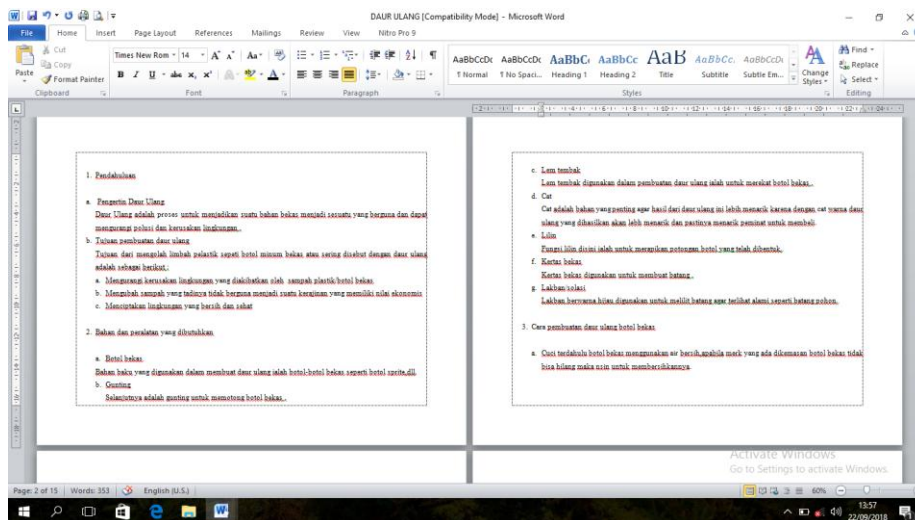 DAUR ULANG [Compatibility Mode] - Microsoft Word
File Home Insert Page Layout References Mailings Review View Nitro Pro 9
Cut
Copy
Format Painter
Paste
Times New Rom 14
AaBbCcDc AaBbCcDc AaBbC AaBbCc AaB AaBbCc. AaBbCcDc
¶ Normal ¶ No Spaci... Heading 1 Heading 2 Title Subtitle Subtle Em...
Change Styles
Find
Replace
Select
Clipboard Font Paragraph Styles Editing
1. Pendahuluan
a. Pengertin Daur Ulang
Daur Ulang adalah proses untuk menjadikan suatu bahan bekas menjadi sesuatu yang berguna dan dapat
mengurangi polusi dan kerusakan lingkungan .
b. Tujuan pembuatan daur ulang
Tujuan dari mengolah limbah pelastik sepeti botol minum bekas atau sering disebut dengan daur ulang
adalah sebagai berikut :
a. Mengurangi kerusakan lingkungan yang diakibatkan oleh sampah plastik/botol bekas
b. Mengubah sampah yang tadinya tidak berguna menjadi suatu kerajinan yang memiliki nilai ekonomis
c. Menciptakan lingkungan yang bersih dan sehat
2. Bahan dan peralatan yang dibutuhkan
a. Botol bekas
Bahan baku yang digunakan dalam membuat daur ulang ialah botol-botol bekas seperti botol sprite,dll.
b. Gunting
Selanjutnya adalah gunting untuk memotong botol bekas .
c. Lem tembak
Lem tembak digunakan dalam pembuatan daur ulang ialah untuk merekat botol bekas .
d. Cat
Cat adalah bahan yang penting agar hasil dari daur ulang ini lebih menarik karena dengan cat warna daur
ulang yang dihasilkan akan lebh menarik dan pastinya menarik peminat untuk membeli.
e. Lilin
Fungsi lilin disini ialah untuk merapikan potongan botol yang telah dibentuk.
f. Kertas bekas
Kertas bekas digunakan untuk membuat batang .
g. Lakban/solasi
Lakban berwarna hijau digunakan untuk melilit batang agar terlihat alami seperti batang pohon.
3. Cara pembuatan daur ulang botol bekas
a. Cuci terdahulu botol bekas menggunakan air bersih,apabila merk yang ada dikemasan botol bekas tidak
bisa hilang maka untuk membersihkannya.
Activate Windows
Go to Settings to activate Windows.
Page: 2 of 15 Words: 353 English (U.S.) 60%
13:57
22/09/2018